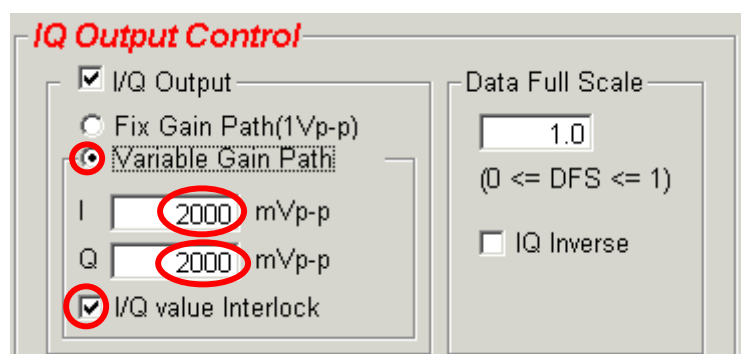 IQ Output Control
I/Q Output
Fix Gain Path(1Vp-p)
Variable Gain Path
I 2000 mVp-p
Q 2000 mVp-p
I/Q value Interlock
Data Full Scale
1.0
(0 <= DFS <= 1)
IQ Inverse